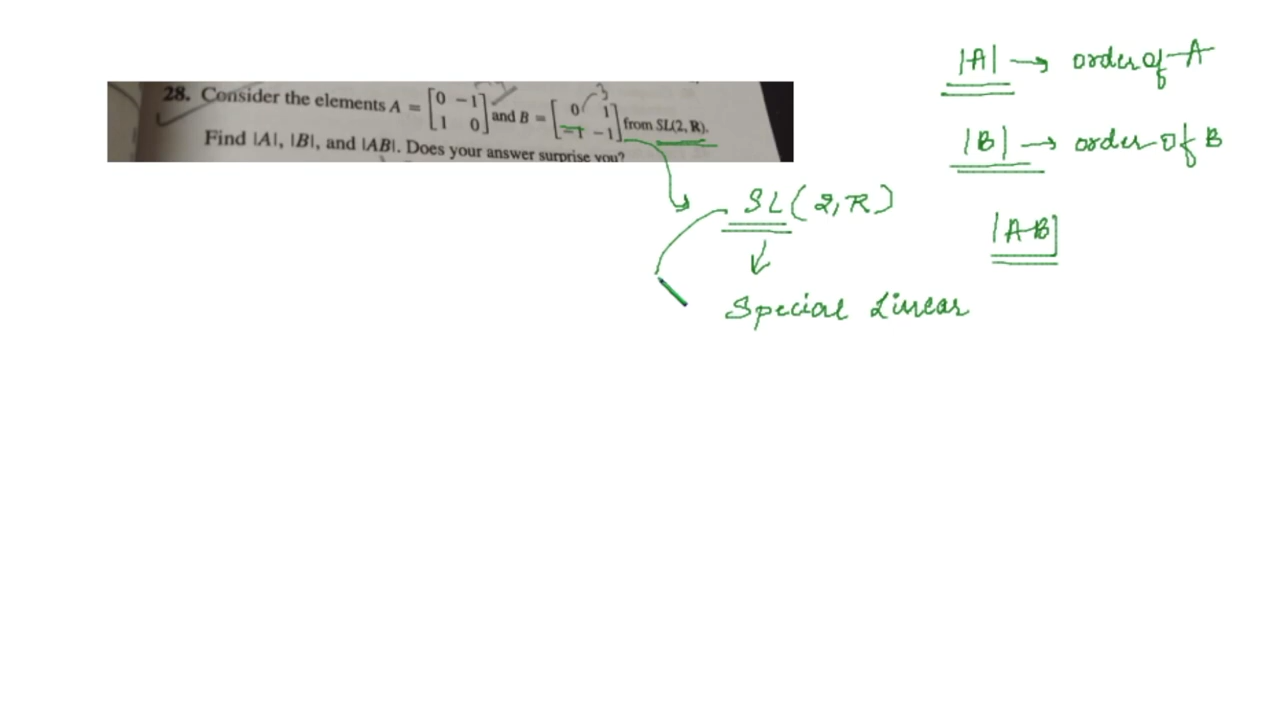 28. Consider the elements A = [0 -1 1 0] and B = [0 1 -1 -1] from SL(2, R).
Find |A|, |B|, and |AB|. Does your answer surprise you?
3
|A| → order of A
|B| → order of B
SL(2,R)
|AB|
Special Linear